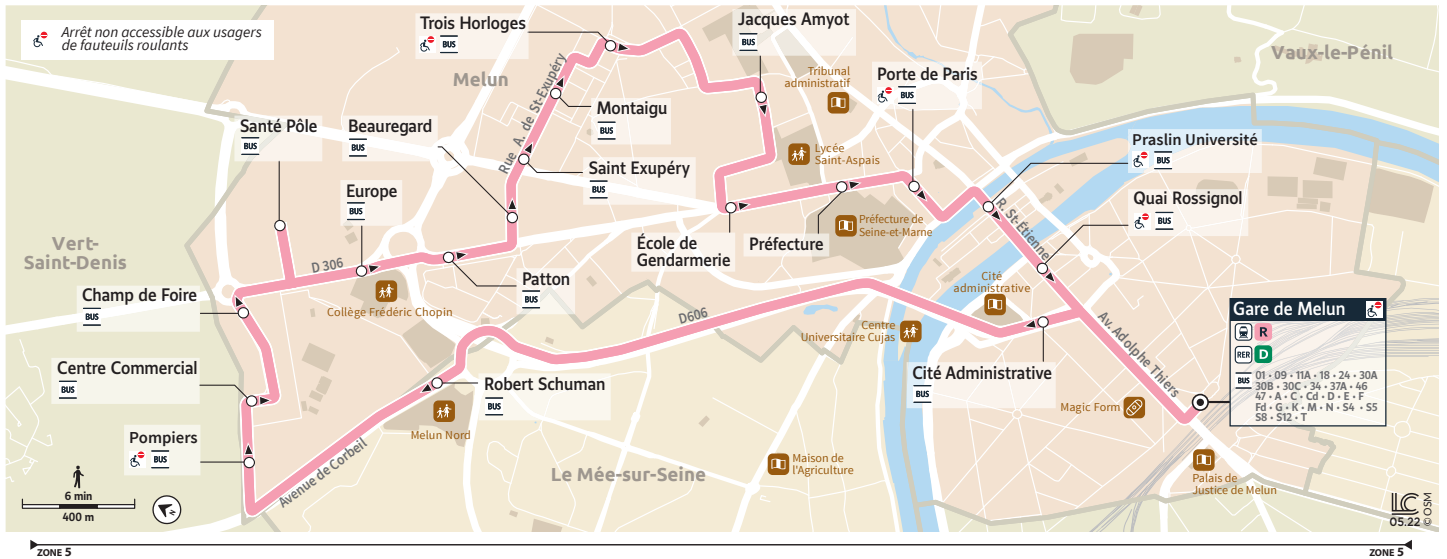 Arrêt non accessible aux usagers
de fauteuils roulants
Trois Horloges
BUS
Jacques Amyot
BUS
Vaux-le-Pénil
Melun
Tribunal
administratif
Porte de Paris
BUS
Rue A. de St-Exupéry
Montaigu
BUS
Santé Pôle
BUS
Beauregard
BUS
Lycée
Saint-Aspais
Praslin Université
BUS
Saint Exupéry
BUS
Europe
BUS
Quai Rossignol
BUS
R. St-Étienne
Préfecture de
Seine-et-Marne
École de
Gendarmerie
Préfecture
Vert-
Saint-Denis
D 306
Patton
BUS
Cité
administrative
Champ de Foire
BUS
Collège Frédéric Chopin
D606
Centre
Universitaire Cujas
Av. Adolphe Thiers
Gare de Melun
R
RER D
BUS
01 • 09 • 11A • 18 • 24 • 30A
30B • 30C • 34 • 37A • 46
47 • A • C • Cd • D • E • F
Fd • G • K • M • N • S4 • S5
S8 • S12 • T
Centre Commercial
BUS
Robert Schuman
BUS
Cité Administrative
BUS
Magic Form
Pompiers
BUS
Melun Nord
Avenue de Corbeil
Le Mée-sur-Seine
Maison de
l'Agriculture
Palais de
Justice de Melun
6 min
400 m
N
LC
05.22 © OSM
ZONE 5
ZONE 5